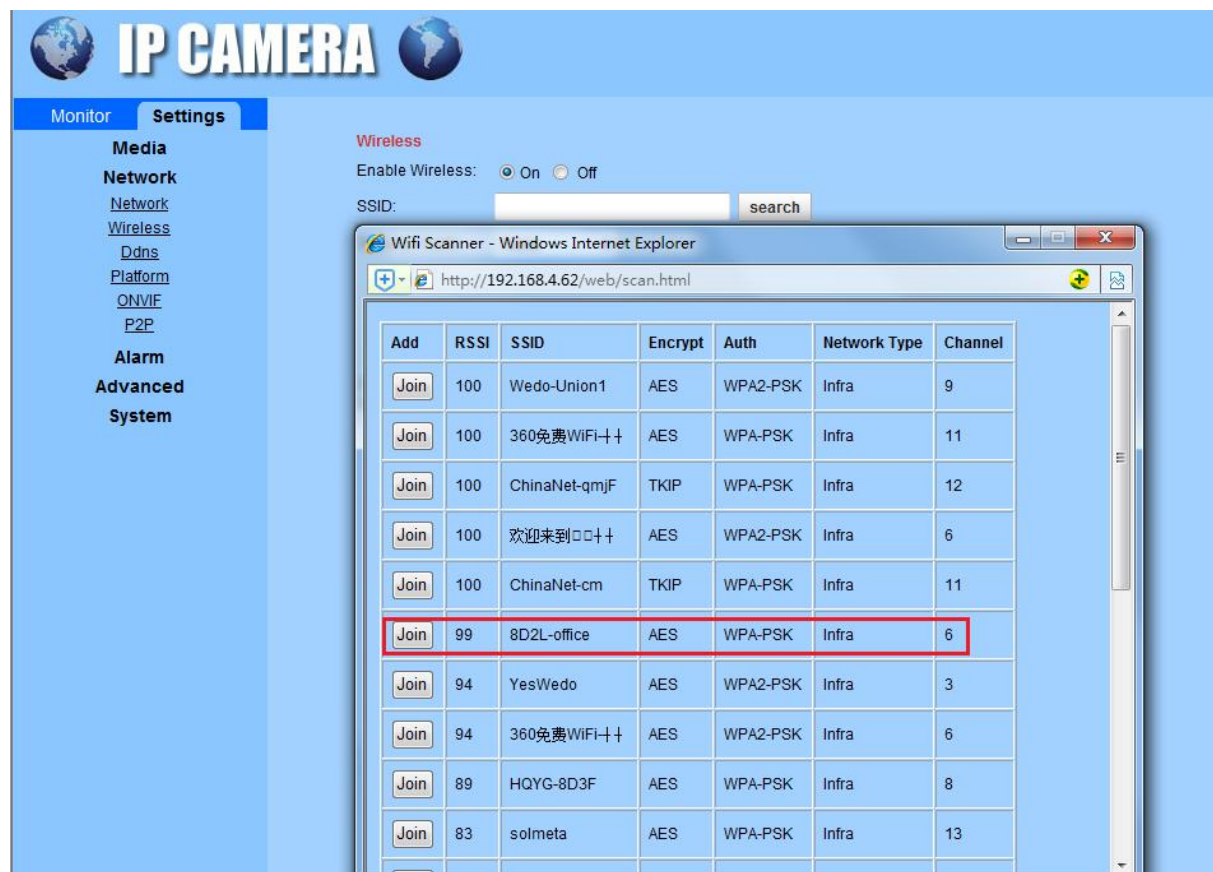 IP CAMERA
Monitor Settings
Media
Network
Network
Wireless
Ddns
Platform
ONVIF
P2P
Alarm
Advanced
System
Wireless
Enable Wireless: On Off
SSID: search
Wifi Scanner - Windows Internet Explorer
http://192.168.4.62/web/scan.html
Add RSSI SSID Encrypt Auth Network Type Channel
Join 100 Wedo-Union1 AES WPA2-PSK Infra 9
Join 100 360免费WiFi-┤┤ AES WPA-PSK Infra 11
Join 100 ChinaNet-qmjF TKIP WPA-PSK Infra 12
Join 100 欢迎来到□□┤┤ AES WPA2-PSK Infra 6
Join 100 ChinaNet-cm TKIP WPA-PSK Infra 11
Join 99 8D2L-office AES WPA-PSK Infra 6
Join 94 YesWedo AES WPA2-PSK Infra 3
Join 94 360免费WiFi-┤┤ AES WPA2-PSK Infra 6
Join 89 HQYG-8D3F AES WPA-PSK Infra 8
Join 83 solmeta AES WPA-PSK Infra 13